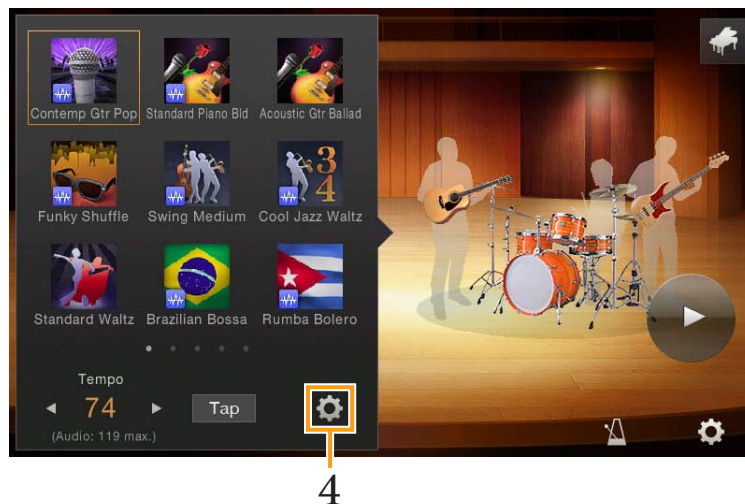 Contemp Gtr Pop
Standard Piano Bld
Acoustic Gtr Ballad
3
4
Funky Shuffle
Swing Medium
Cool Jazz Waltz
Standard Waltz
Brazilian Bossa
Rumba Bolero
Tempo
74
Tap
(Audio: 119 max.)
4